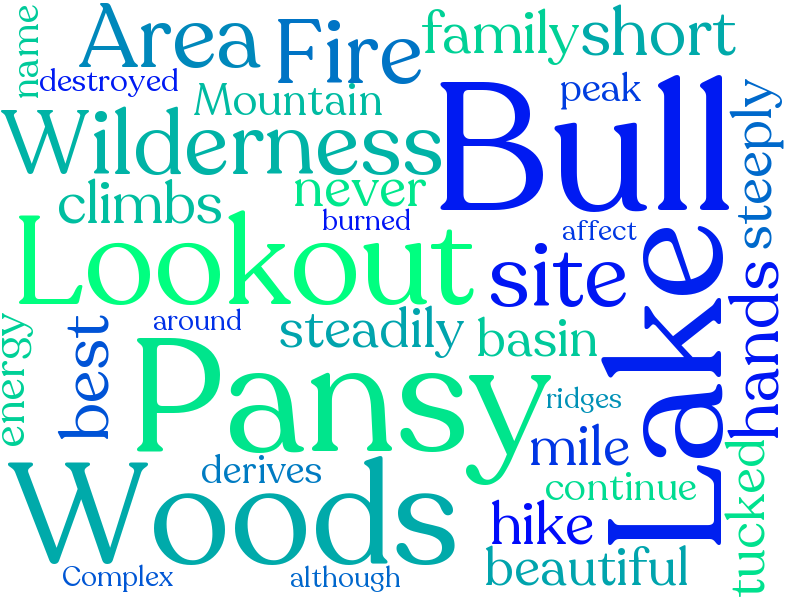 name
Area
Fire
family
short
destroyed
Mountain
peak
Bull
steeply
Wilderness
climbs
never
burned
affect
Lookout
site
Lake
hands
energy
best
around
steadily
basin
Pansy
ridges
mile
derives
continue
tucked
Woods
hike
beautiful
Complex
although